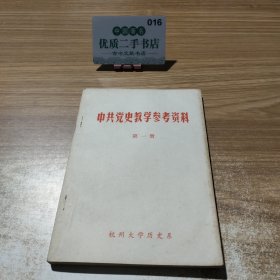 016
优质二手书店
中共党史教学参考资料
第一册
杭州大学历史系